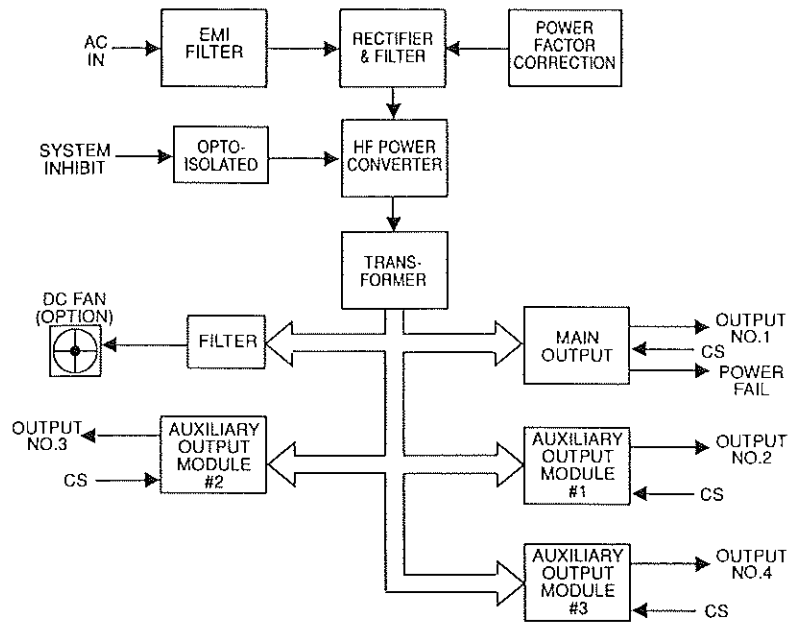 AC
IN
EMI
FILTER
RECTIFIER
& FILTER
POWER
FACTOR
CORRECTION
SYSTEM
INHIBIT
OPTO-
ISOLATED
HF POWER
CONVERTER
TRANS-
FORMER
DC FAN
(OPTION)
FILTER
MAIN
OUTPUT
OUTPUT
NO.1
CS
POWER
FAIL
OUTPUT
NO.3
CS
AUXILIARY
OUTPUT
MODULE
#2
AUXILIARY
OUTPUT
MODULE
#1
OUTPUT
NO.2
CS
AUXILIARY
OUTPUT
MODULE
#3
OUTPUT
NO.4
CS